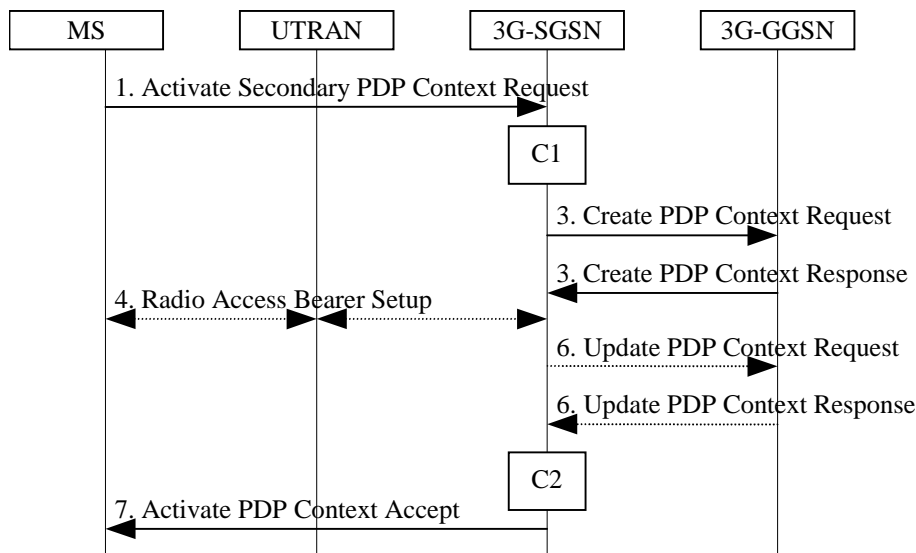 MS UTRAN 3G-SGSN 3G-GGSN
1. Activate Secondary PDP Context Request
C1
3. Create PDP Context Request
3. Create PDP Context Response
4. Radio Access Bearer Setup
6. Update PDP Context Request
6. Update PDP Context Response
C2
7. Activate PDP Context Accept